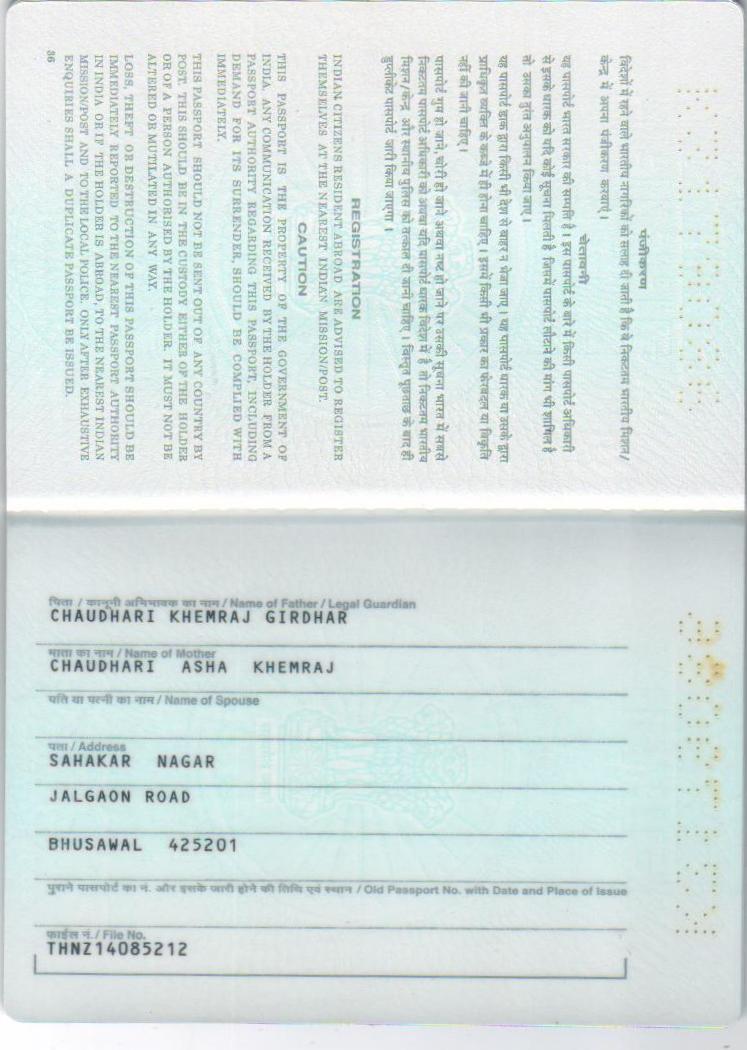 पंजीकरण
विदेशों में रहने वाले भारतीय नागरिकों को सलाह दी जाती है कि वे निकटतम भारतीय मिशन/
केन्द्र में अपना पंजीकरण करवाएं।
चेतावनी
यह पासपोर्ट भारत सरकार की सम्पत्ति है। इस पासपोर्ट के बारे में किसी पासपोर्ट अधिकारी
से इसके धारक को यदि कोई सूचना मिलती है जिसमें पासपोर्ट लौटाने की मांग भी शामिल है
तो उसका तुरंत अनुपालन किया जाए।
यह पासपोर्ट डाक द्वारा किसी भी देश से बाहर न भेजा जाए। यह पासपोर्ट धारक या उसके द्वारा
प्राधिकृत व्यक्ति के कब्जे में ही होना चाहिए। इसमें किसी भी प्रकार का फेरबदल या विकृति
नहीं की जानी चाहिए।
पासपोर्ट गुम हो जाने, चोरी हो जाने अथवा नष्ट हो जाने पर उसकी सूचना भारत में सबसे
निकटतम पासपोर्ट अधिकारी को अथवा यदि पासपोर्ट धारक विदेश में है तो निकटतम भारतीय
मिशन/केन्द्र और स्थानीय पुलिस को तत्काल दी जानी चाहिए। विस्तृत पूछताछ के बाद ही
डुप्लीकेट पासपोर्ट जारी किया जाएगा।
REGISTRATION
INDIAN CITIZENS RESIDENT ABROAD ARE ADVISED TO REGISTER
THEMSELVES AT THE NEAREST INDIAN MISSION/POST.
CAUTION
THIS PASSPORT IS THE PROPERTY OF THE GOVERNMENT OF
INDIA. ANY COMMUNICATION RECEIVED BY THE HOLDER FROM A
PASSPORT AUTHORITY REGARDING THIS PASSPORT, INCLUDING
DEMAND FOR ITS SURRENDER, SHOULD BE COMPLIED WITH
IMMEDIATELY.
THIS PASSPORT SHOULD NOT BE SENT OUT OF ANY COUNTRY BY
POST. THIS SHOULD BE IN THE CUSTODY EITHER OF THE HOLDER
OR OF A PERSON AUTHORISED BY THE HOLDER. IT MUST NOT BE
ALTERED OR MUTILATED IN ANY WAY.
LOSS, THEFT OR DESTRUCTION OF THIS PASSPORT SHOULD BE
IMMEDIATELY REPORTED TO THE NEAREST PASSPORT AUTHORITY
IN INDIA OR IF THE HOLDER IS ABROAD, TO THE NEAREST INDIAN
MISSION/POST AND TO THE LOCAL POLICE. ONLY AFTER EXHAUSTIVE
ENQUIRIES SHALL A DUPLICATE PASSPORT BE ISSUED.
36
पिता / कानूनी अभिभावक का नाम / Name of Father / Legal Guardian
CHAUDHARI KHEMRAJ GIRDHAR
माता का नाम / Name of Mother
CHAUDHARI ASHA KHEMRAJ
पति या पत्नी का नाम / Name of Spouse
पता / Address
SAHAKAR NAGAR
JALGAON ROAD
BHUSAWAL 425201
पुराने पासपोर्ट का नं. और इसके जारी होने की तिथि एवं स्थान / Old Passport No. with Date and Place of Issue
फाईल नं. / File No.
THNZ14085212